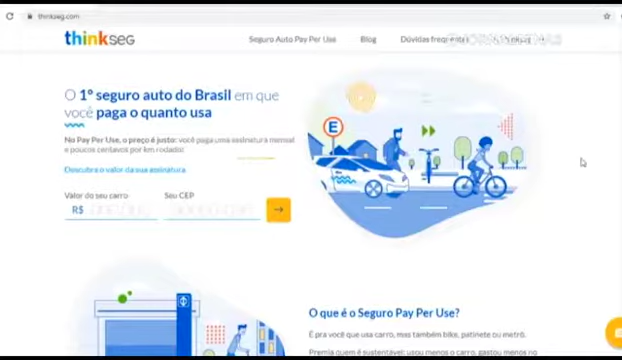 thinkseg.com
thinkSEG
Seguro Auto Pay Per Use
Blog
Dúvidas
O 1º seguro auto do Brasil em que
você paga o quanto usa
No Pay Per Use, o preço é justo: você paga uma assinatura mensal
e poucos centavos por km rodado!
Descubra o valor da sua assinatura
Valor do seu carro
Seu CEP
R$
E
O que é o Seguro Pay Per Use?
É pra você que usa carro, mas também bike, patinete ou metrô.
Premia quem é sustentável: usou menos o carro, gastou menos no